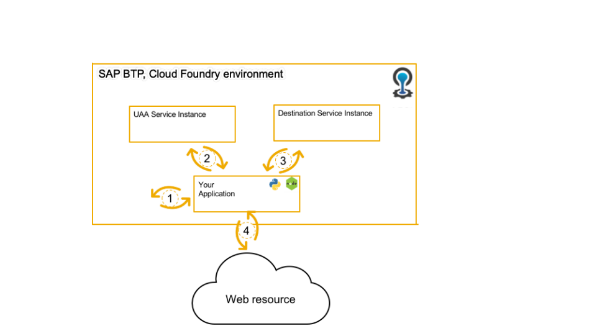 SAP BTP, Cloud Foundry environment
UAA Service Instance
Destination Service Instance
2
3
Your
Application
1
4
Web resource